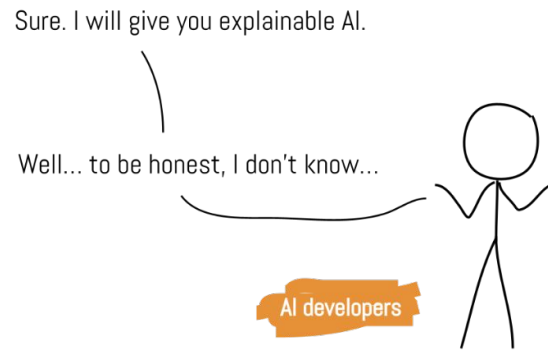 Sure. I will give you explainable AI.
Well... to be honest, I don't know...
AI developers